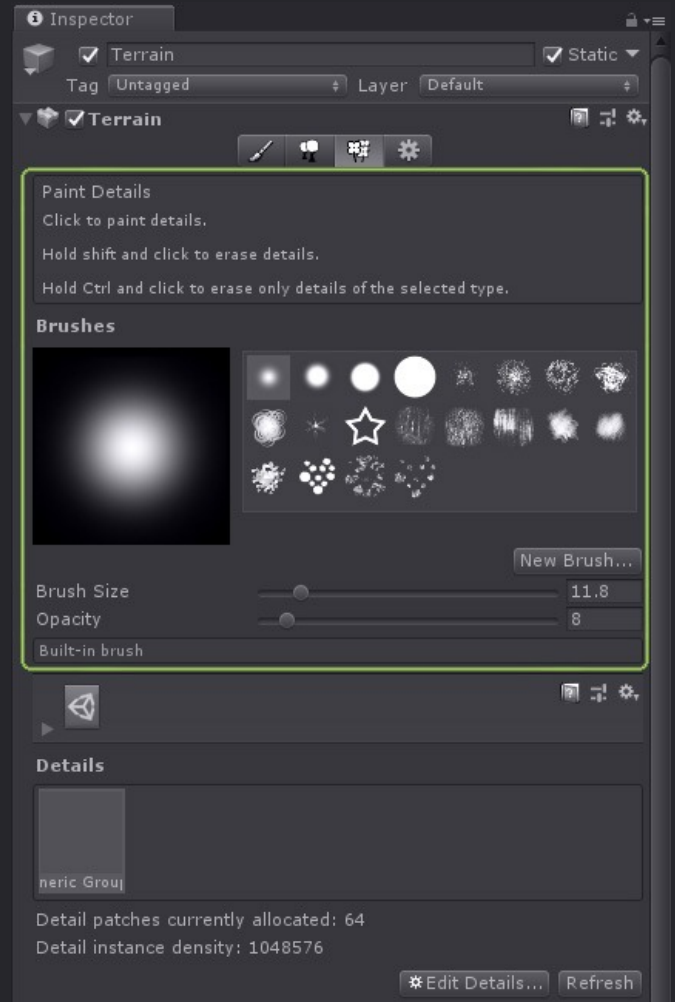 Inspector
Terrain
Static
Tag Untagged Layer Default
Terrain
Paint Details
Click to paint details.
Hold shift and click to erase details.
Hold Ctrl and click to erase only details of the selected type.
Brushes
New Brush...
Brush Size 11.8
Opacity 8
Built-in brush
Details
neric Grou
Detail patches currently allocated: 64
Detail instance density: 1048576
Edit Details... Refresh